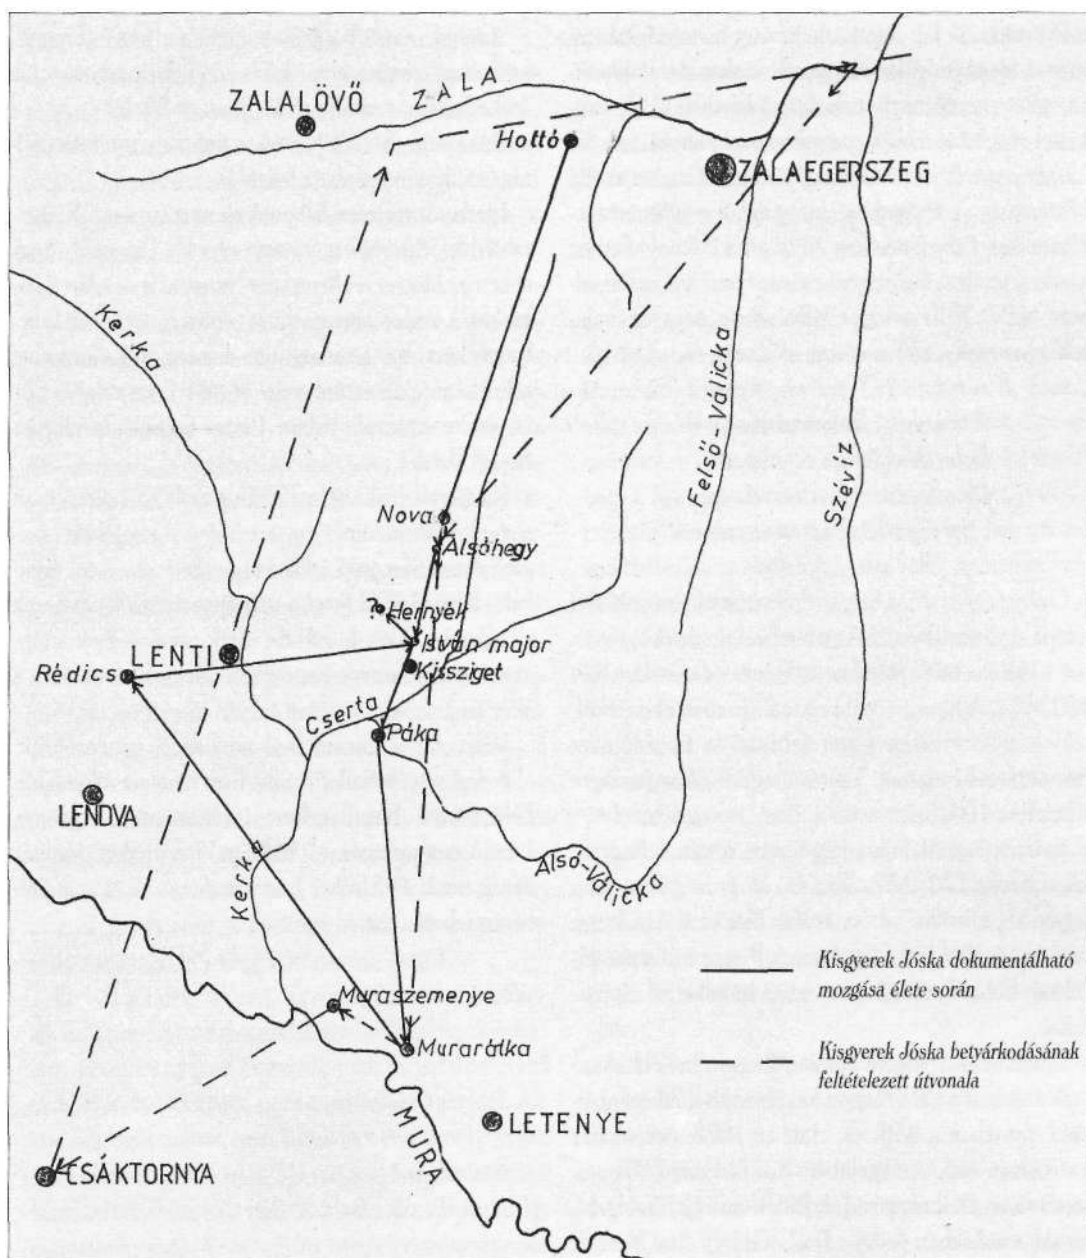 ZALALÖVŐ
ZALA
Hottó
ZALAEGERSZEG
Kerka
Felső-Válicka
Szévíz
Nova
Alsóhegy
? Hernyék
István major
LENTI
Kissziget
Rédics
Cserta
Páka
LENDVA
Kerka
Alsó-Válicka
Kisgyerek Jóska dokumentálható
mozgása élete során
Muraszemenye
Murarátka
Kisgyerek Jóska betyárkodásának
feltételezett útvonala
MURA
LETENYE
CSÁKTORNYA